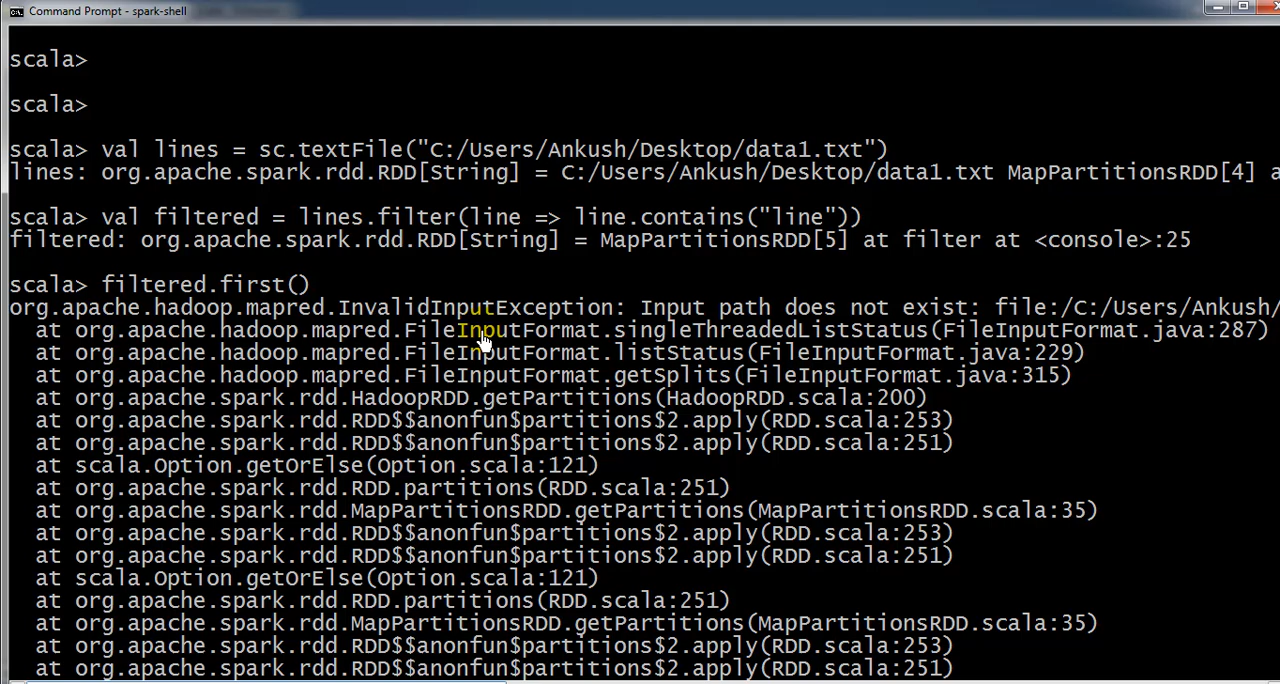 Command Prompt - spark-shell
scala>
scala>
scala> val lines = sc.textFile("C:/Users/Ankush/Desktop/data1.txt")
lines: org.apache.spark.rdd.RDD[String] = C:/Users/Ankush/Desktop/data1.txt MapPartitionsRDD[4] a
scala> val filtered = lines.filter(line => line.contains("line"))
filtered: org.apache.spark.rdd.RDD[String] = MapPartitionsRDD[5] at filter at <console>:25
scala> filtered.first()
org.apache.hadoop.mapred.InvalidInputException: Input path does not exist: file:/C:/Users/Ankush/
at org.apache.hadoop.mapred.FileInputFormat.singleThreadedListStatus(FileInputFormat.java:287)
at org.apache.hadoop.mapred.FileInputFormat.listStatus(FileInputFormat.java:229)
at org.apache.hadoop.mapred.FileInputFormat.getSplits(FileInputFormat.java:315)
at org.apache.spark.rdd.HadoopRDD.getPartitions(HadoopRDD.scala:200)
at org.apache.spark.rdd.RDD$$anonfun$partitions$2.apply(RDD.scala:253)
at org.apache.spark.rdd.RDD$$anonfun$partitions$2.apply(RDD.scala:251)
at scala.Option.getOrElse(Option.scala:121)
at org.apache.spark.rdd.RDD.partitions(RDD.scala:251)
at org.apache.spark.rdd.MapPartitionsRDD.getPartitions(MapPartitionsRDD.scala:35)
at org.apache.spark.rdd.RDD$$anonfun$partitions$2.apply(RDD.scala:253)
at org.apache.spark.rdd.RDD$$anonfun$partitions$2.apply(RDD.scala:251)
at scala.Option.getOrElse(Option.scala:121)
at org.apache.spark.rdd.RDD.partitions(RDD.scala:251)
at org.apache.spark.rdd.MapPartitionsRDD.getPartitions(MapPartitionsRDD.scala:35)
at org.apache.spark.rdd.RDD$$anonfun$partitions$2.apply(RDD.scala:253)
at org.apache.spark.rdd.RDD$$anonfun$partitions$2.apply(RDD.scala:251)